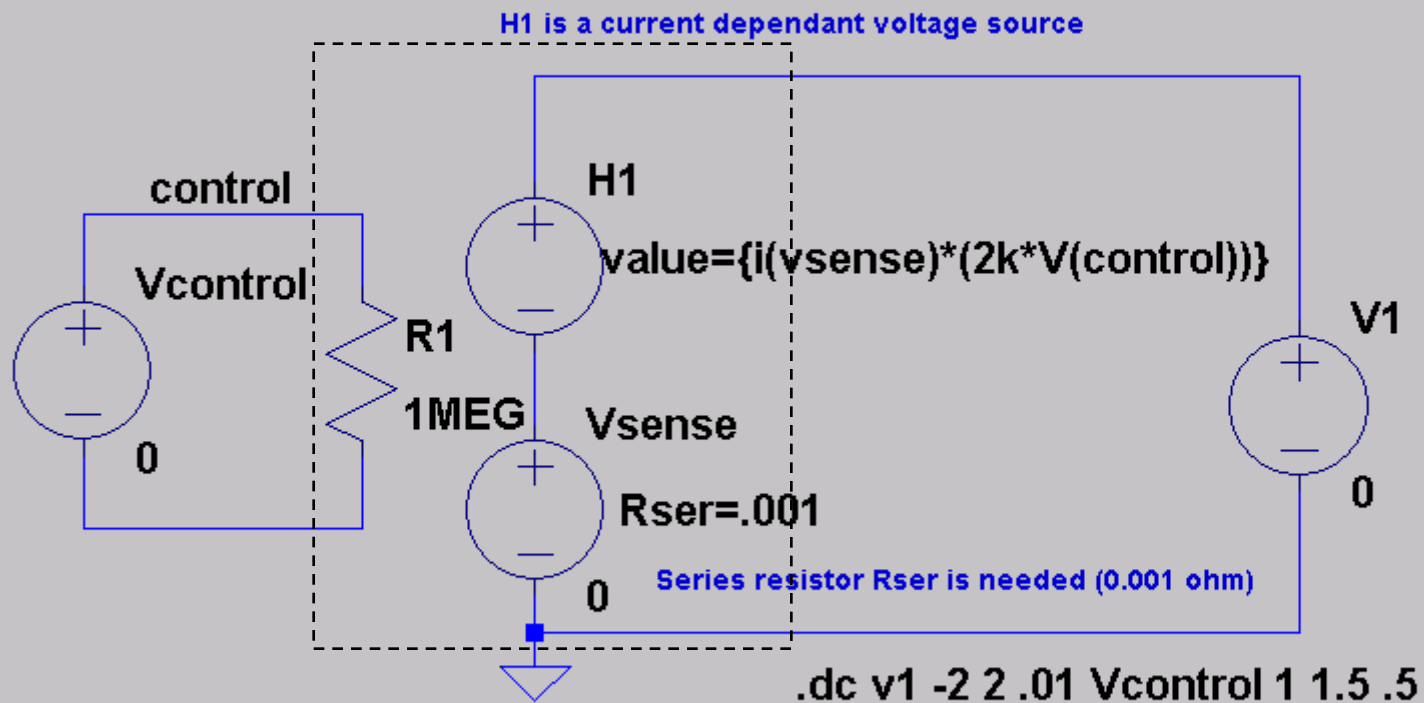 H1 is a current dependant voltage source
control
H1
value={i(vsense)*(2k*V(control))}
Vcontrol
V1
R1
1MEG
Vsense
0
Rser=.001
0
Series resistor Rser is needed (0.001 ohm)
0
.dc v1 -2 2 .01 Vcontrol 1 1.5 .5